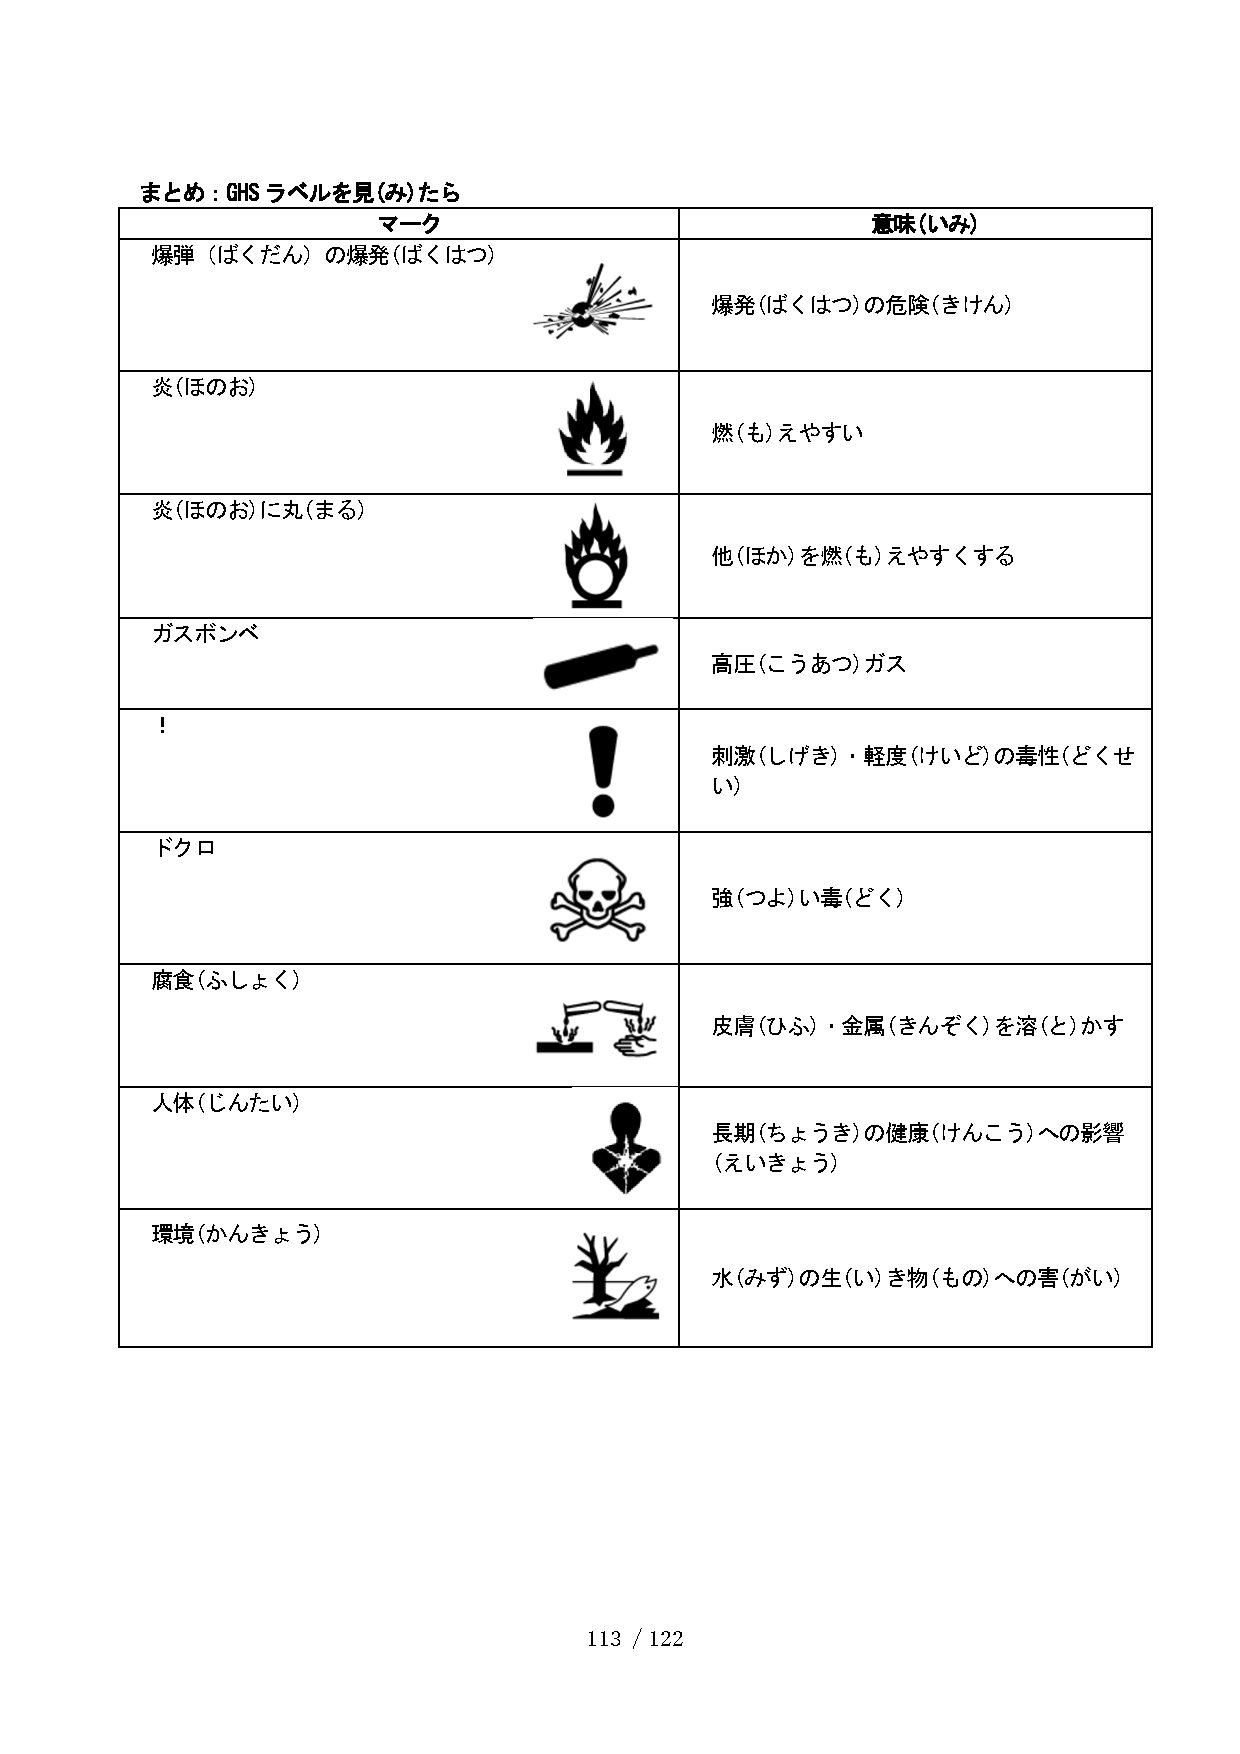 まとめ：GHSラベルを見(み)たら
マーク
意味(いみ)
爆弾（ばくだん）の爆発(ばくはつ)
爆発(ばくはつ)の危険(きけん)
炎(ほのお)
燃(も)えやすい
炎(ほのお)に丸(まる)
他(ほか)を燃(も)えやすくする
ガスボンベ
高圧(こうあつ)ガス
！
刺激(しげき)・軽度(けいど)の毒性(どくせ
い)
ドクロ
強(つよ)い毒(どく)
腐食(ふしょく)
皮膚(ひふ)・金属(きんぞく)を溶(と)かす
人体(じんたい)
長期(ちょうき)の健康(けんこう)への影響
(えいきょう)
環境(かんきょう)
水(みず)の生(い)き物(もの)への害(がい)
113 / 122